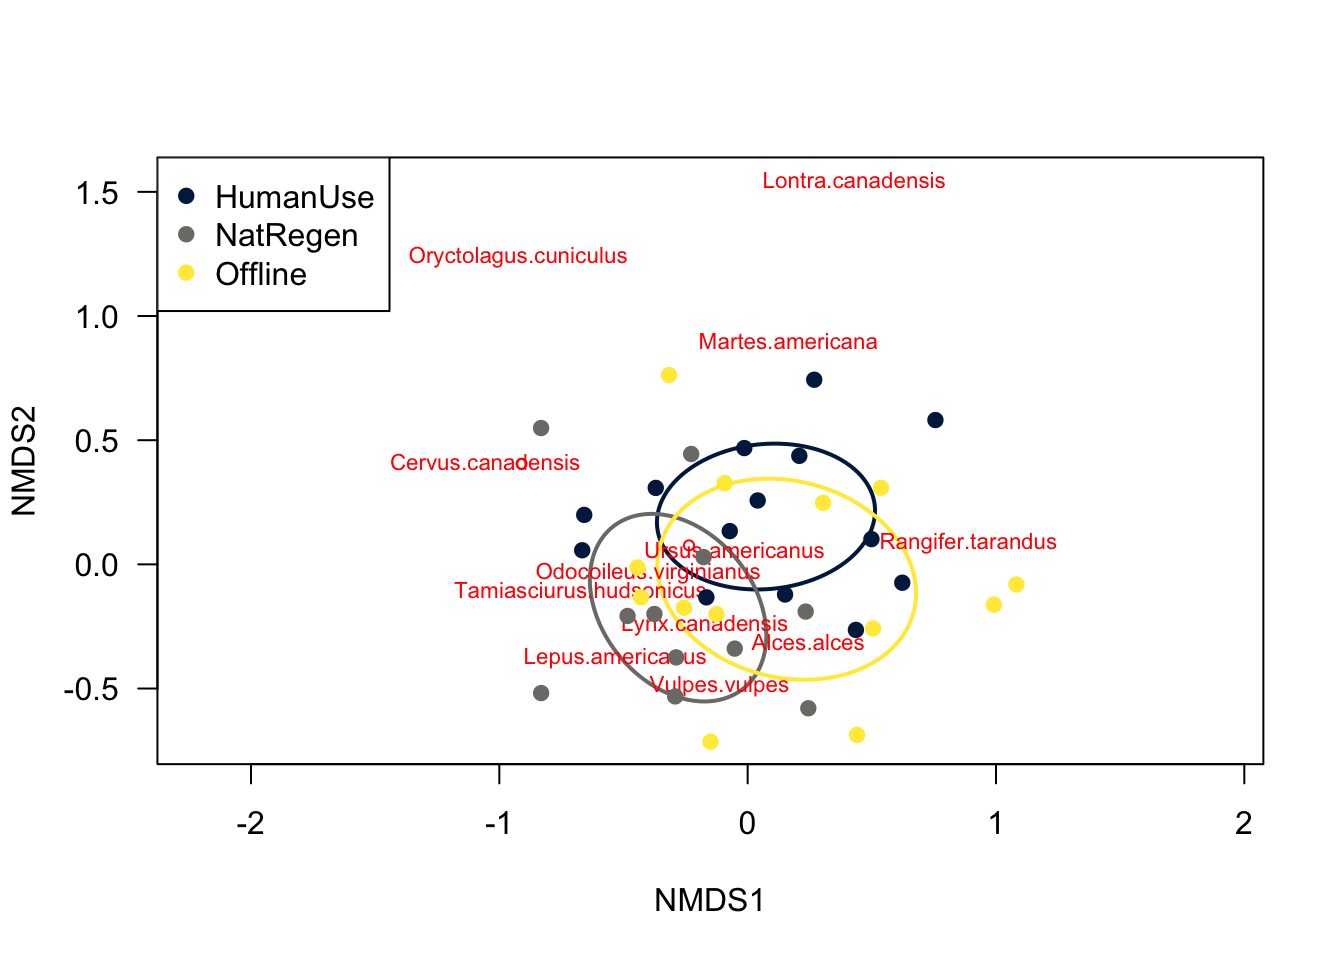 Lontra.canadensis
1.5
HumanUse
NatRegen
Oryctolagus.cuniculus
Offline
1.0
Martes.americana
0.5
Cervus.canadensis
NMDS2
Rangifer.tarandus
Ursus.americanus
0.0
Odocoileus.virginianus
Tamiasciurus.hudsonicus
Lynx.canadensis
Alces.alces
Lepus.americanus
Vulpes.vulpes
-0.5
-2 -1 0 1 2
NMDS1